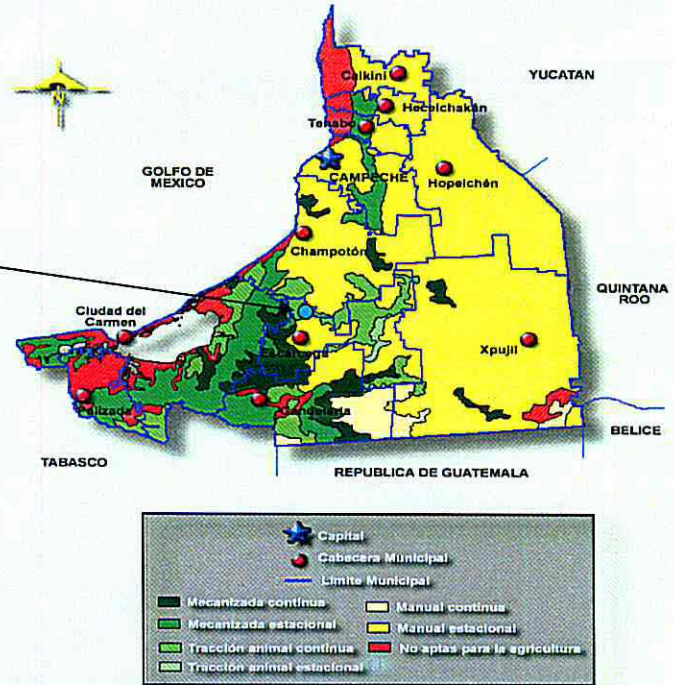 Calkiní
YUCATAN
Hecelchakán
Tenabo
N
GOLFO DE
MEXICO
CAMPECHE
Hopelchén
Champotón
QUINTANA
ROO
Ciudad del
Carmen
Escárcega
Xpujil
Palizada
Candelaria
BELICE
TABASCO
REPUBLICA DE GUATEMALA
Capital
Cabecera Municipal
Límite Municipal
Mecanizada continua
Manual continua
Mecanizada estacional
Manual estacional
Tracción animal continua
No aptas para la agricultura
Tracción animal estacional